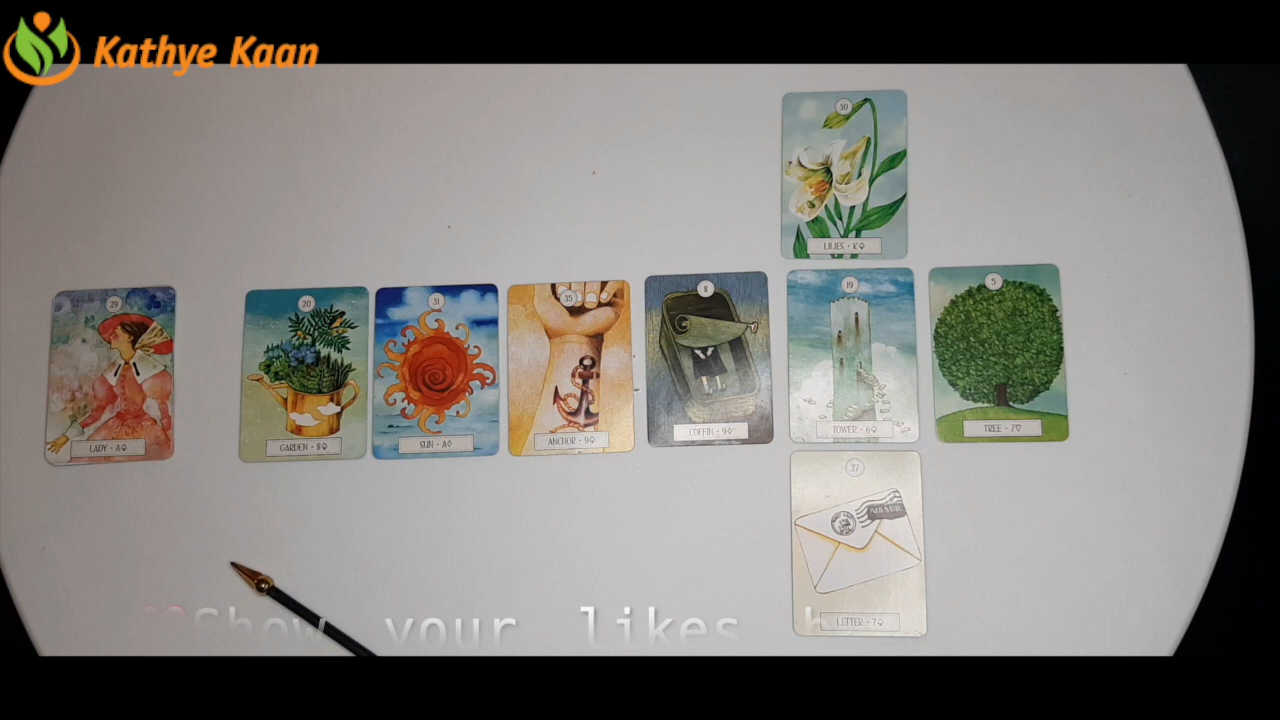 Kathye Kaan
30
LILIES • K♤
29
LADY • A♤
20
GARDEN • 8♤
31
SUN • A♢
35
ANCHOR • 9♤
8
COFFIN • 9♢
19
TOWER • 6♤
5
TREE • 7♡
27
LETTER • 7♤
Show your likes